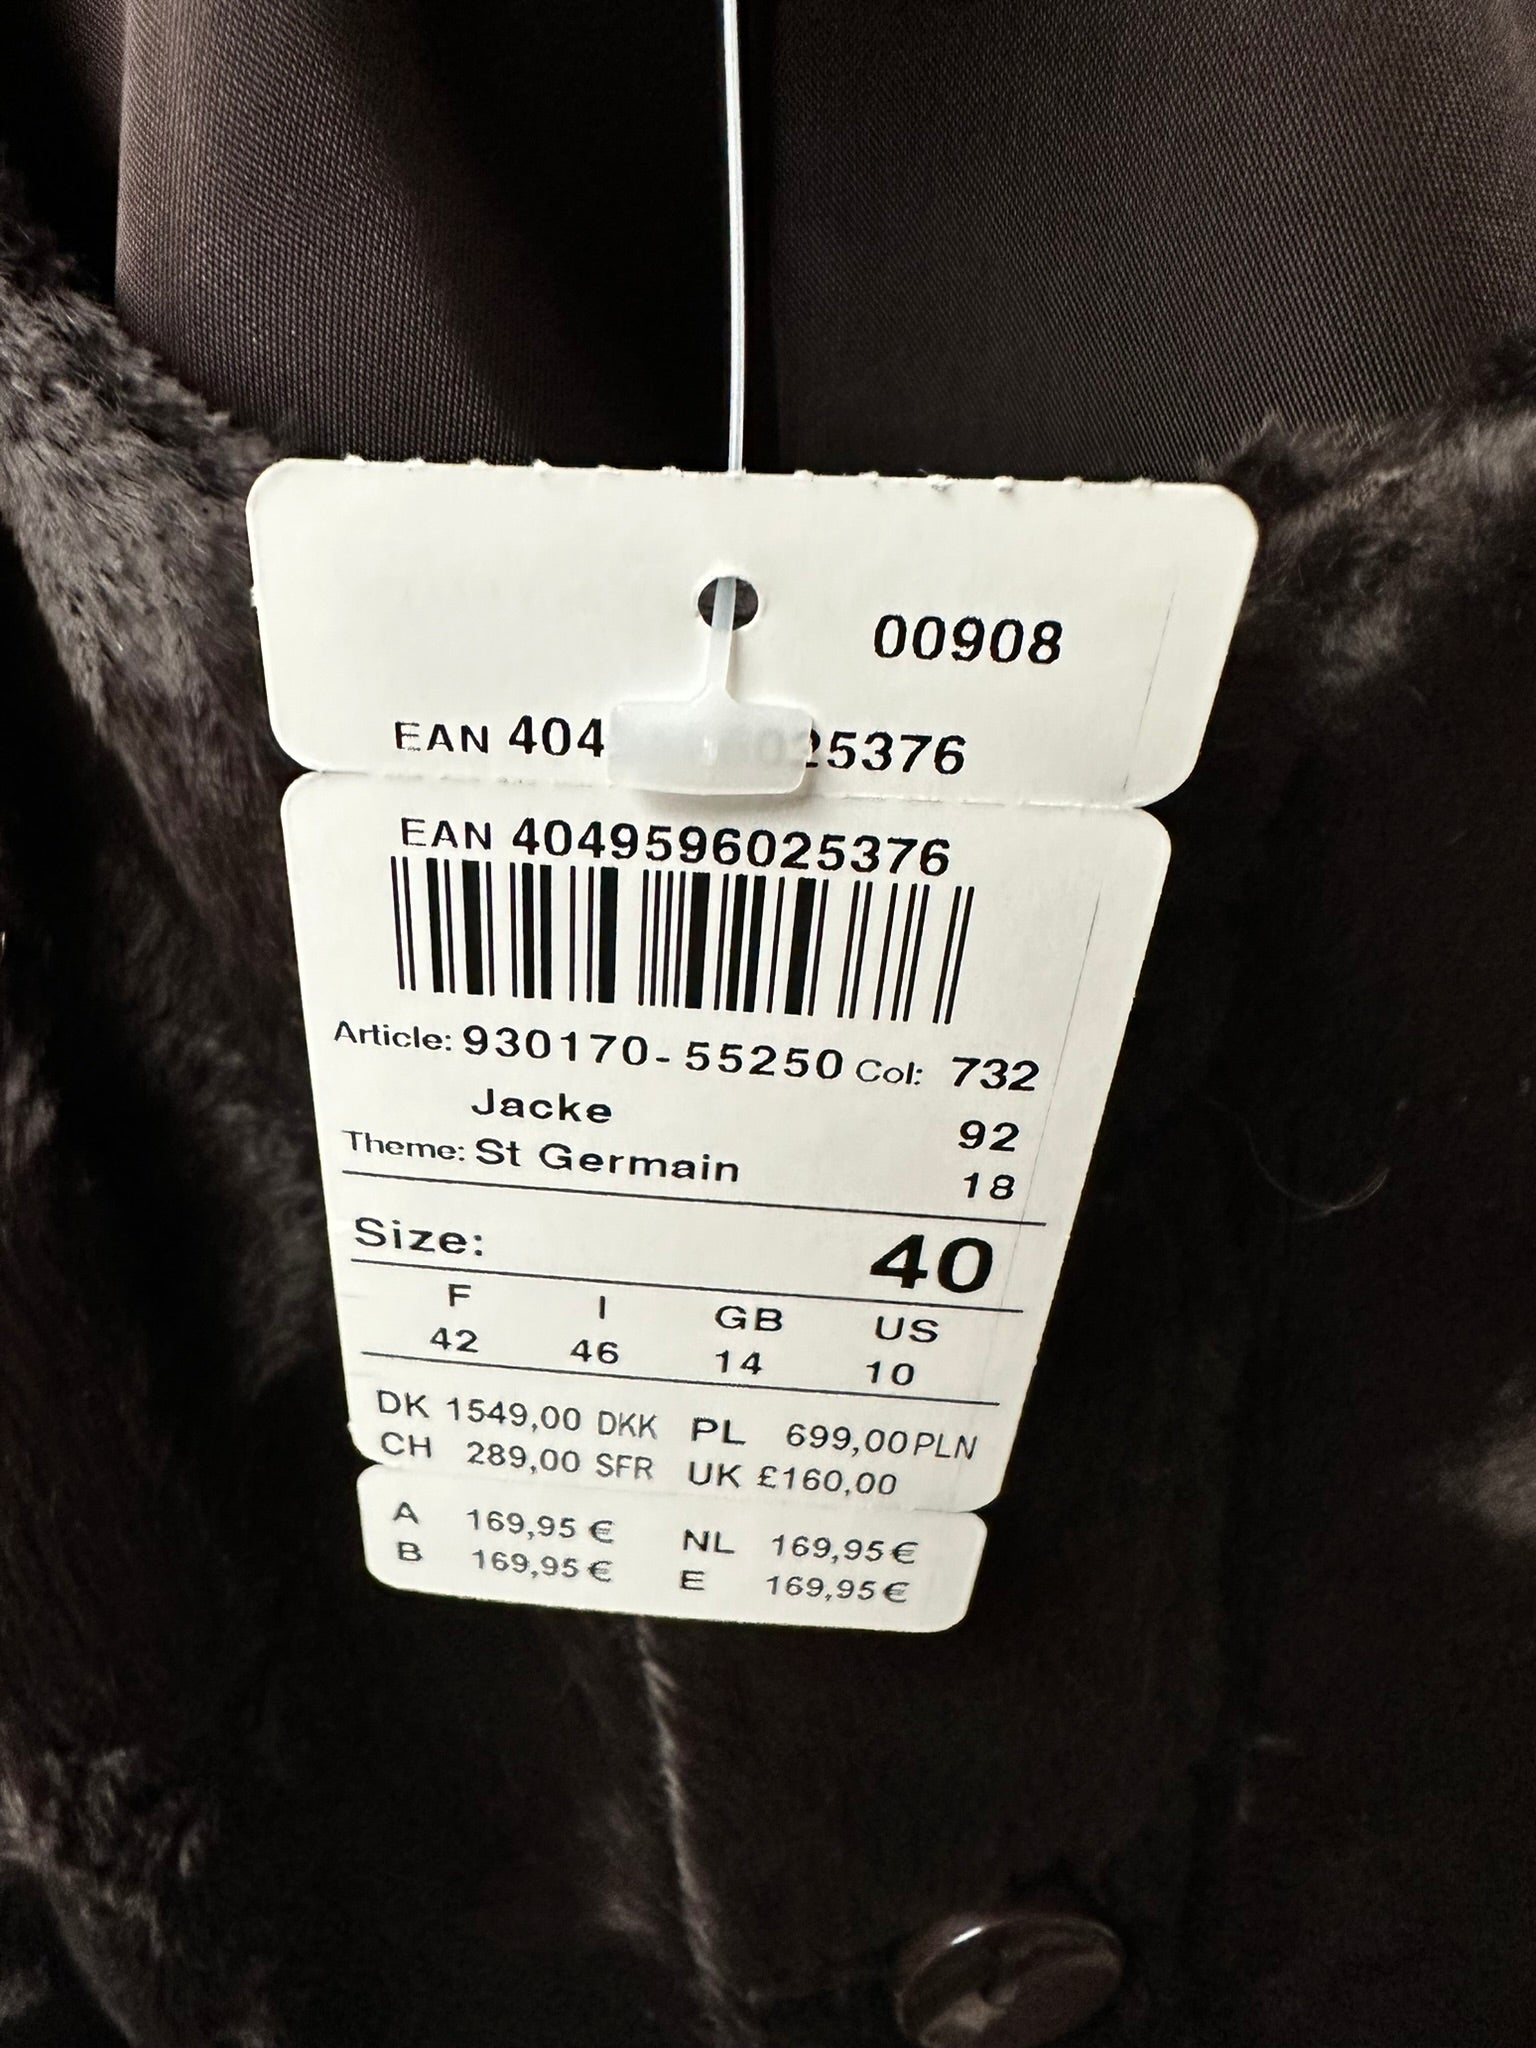 00908
EAN 404 25376
EAN 4049596025376
Article: 930170-55250 Col: 732
Jacke 92
Theme: St Germain 18
Size: 40
F I GB US
42 46 14 10
DK 1549,00 DKK PL 699,00PLN
CH 289,00 SFR UK £160,00
A 169,95 € NL 169,95€
B 169,95€ E 169,95€